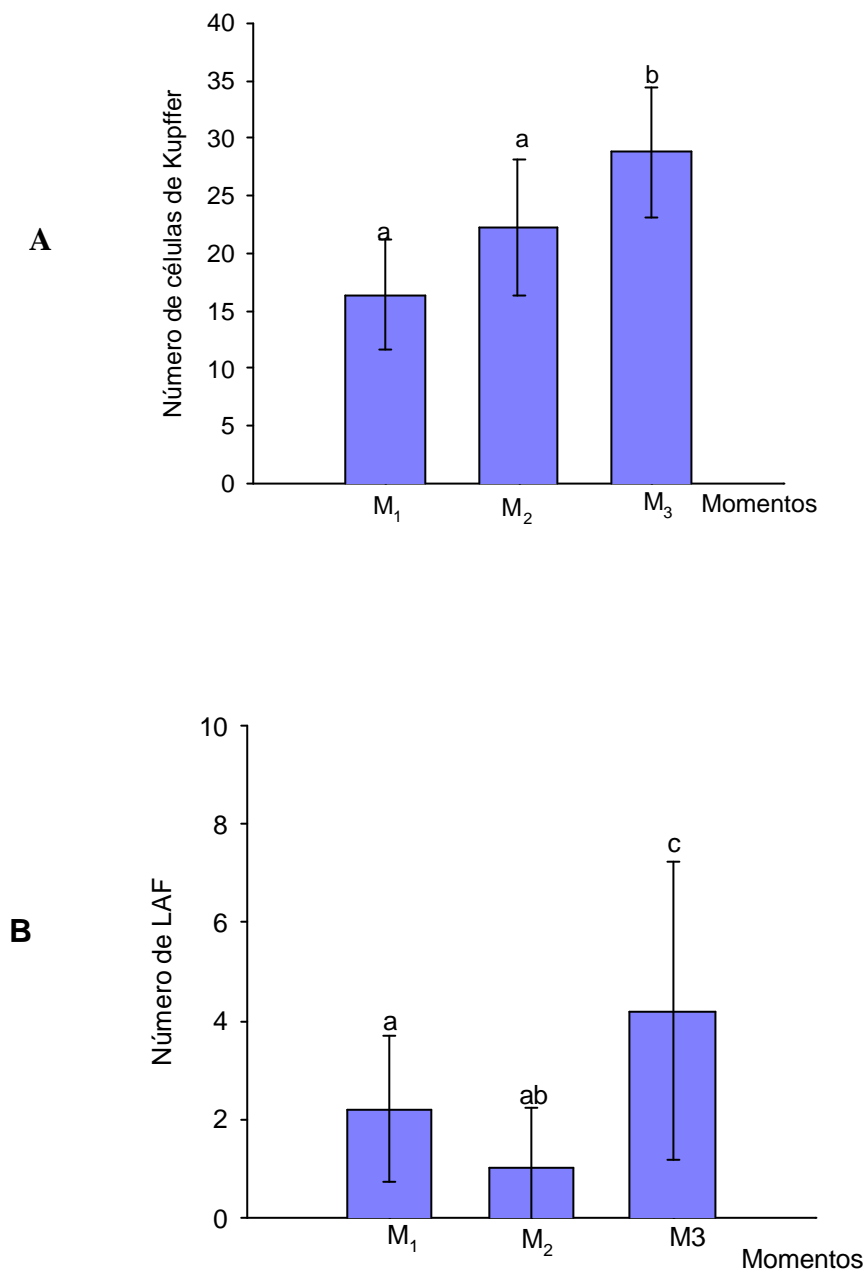 A
Número de células de Kupffer
40
35
30
25
20
15
10
5
0
a
a
b
M₁
M₂
M₃
Momentos
B
Número de LAF
10
8
6
4
2
0
a
ab
c
M₁
M₂
M3
Momentos